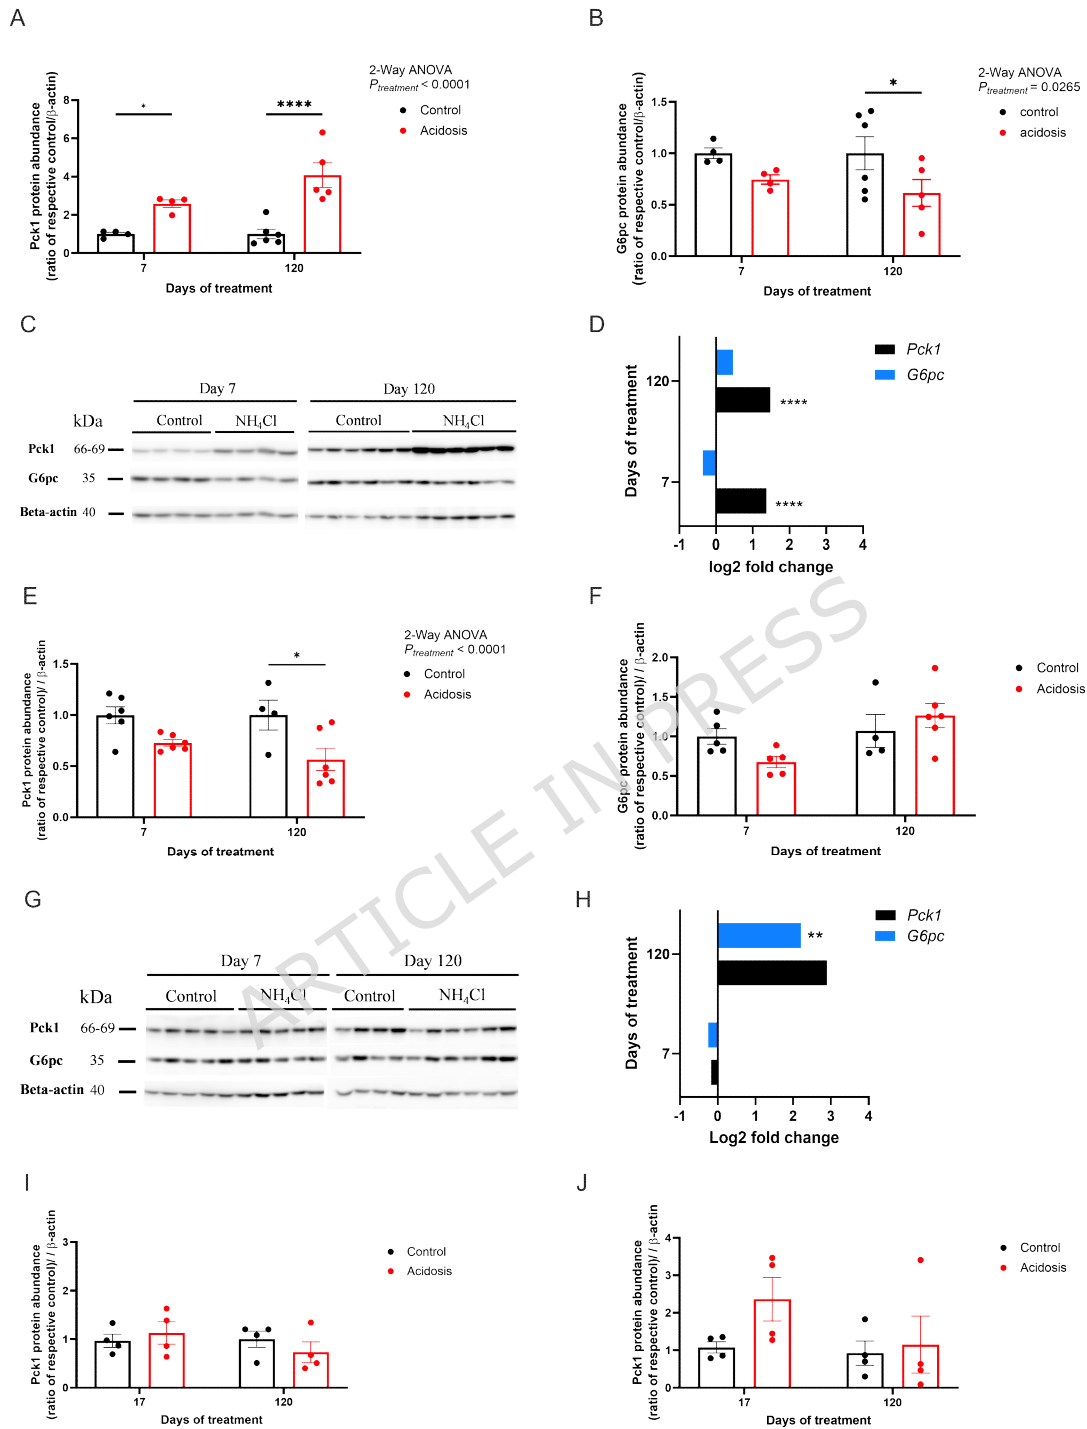 A
Pck1 protein abundance
(ratio of respective control/β-actin)
8
6
4
2
0
*
****
7
120
Days of treatment
2-Way ANOVA
Ptreatment < 0.0001
Control
Acidosis
B
G6pc protein abundance
(ratio of respective control/β-actin)
1.5
1.0
0.5
0.0
*
7
120
Days of treatment
2-Way ANOVA
Ptreatment = 0.0265
control
acidosis
C
Day 7
Day 120
kDa
Control
NH4Cl
Control
NH4Cl
Pck1 66-69
G6pc 35
Beta-actin 40
D
Days of treatment
120
7
****
****
-1 0 1 2 3 4
log2 fold change
Pck1
G6pc
E
Pck1 protein abundance
(ratio of respective control)/ / β-actin
1.5
1.0
0.5
0.0
*
7
120
Days of treatment
2-Way ANOVA
Ptreatment < 0.0001
Control
Acidosis
F
G6pc protein abundance
(ratio of respective control)/ / β-actin
2.0
1.5
1.0
0.5
0.0
7
120
Days of treatment
Control
Acidosis
ARTICLE IN PRESS
G
Day 7
Day 120
kDa
Control
NH4Cl
Control
NH4Cl
Pck1 66-69
G6pc 35
Beta-actin 40
H
Days of treatment
120
7
**
-1 0 1 2 3 4
Log2 fold change
Pck1
G6pc
I
Pck1 protein abundance
(ratio of respective control)/ / β-actin
3
2
1
0
17
120
Days of treatment
Control
Acidosis
J
Pck1 protein abundance
(ratio of respective control)/ / β-actin
4
3
2
1
0
17
120
Days of treatment
Control
Acidosis